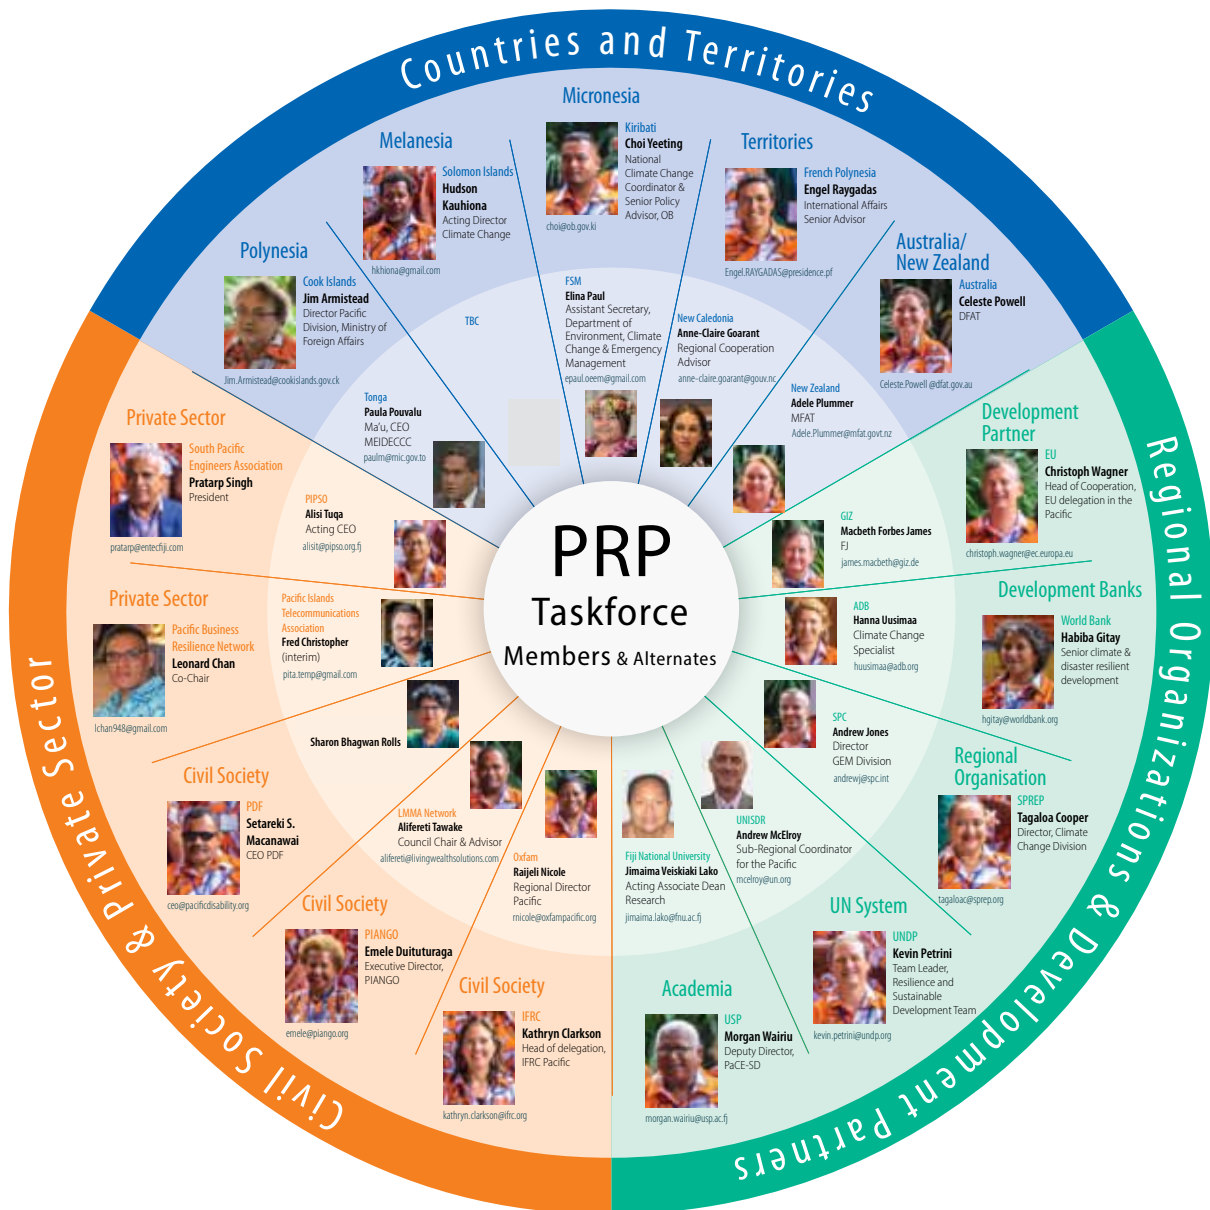 Countries and Territories
Micronesia
Kiribati
Choi Yeeting
National
Climate Change
Coordinator &
Senior Policy
Advisor, OB
choi@ob.gov.ki
Melanesia
Solomon Islands
Hudson
Kauhiona
Acting Director
Climate Change
hkhiona@gmail.com
Territories
French Polynesia
Engel Raygadas
International Affairs
Senior Advisor
Engel.RAYGADAS@presidence.pf
Polynesia
Cook Islands
Jim Armistead
Director Pacific
Division, Ministry of
Foreign Affairs
Jim.Armistead@cookislands.gov.ck
Australia/
New Zealand
Australia
Celeste Powell
DFAT
Celeste.Powell @dfat.gov.au
TBC
FSM
Elina Paul
Assistant Secretary,
Department of
Environment, Climate
Change & Emergency
Management
epaul.oeem@gmail.com
New Caledonia
Anne-Claire Goarant
Regional Cooperation
Advisor
anne-claire.goarant@gouv.nc
Tonga
Paula Pouvalu
Ma'u, CEO
MEIDECCC
paulm@mic.gov.to
New Zealand
Adele Plummer
MFAT
Adele.Plummer@mfat.govt.nz
PRP
Taskforce
Members & Alternates
Regional Organizations & Development Partners
Development
Partner
EU
Christoph Wagner
Head of Cooperation,
EU delegation in the
Pacific
christoph.wagner@ec.europa.eu
GIZ
Macbeth Forbes James
FJ
james.macbeth@giz.de
Development Banks
World Bank
Habiba Gitay
Senior climate &
disaster resilient
development
hgitay@worldbank.org
ADB
Hanna Uusimaa
Climate Change
Specialist
huusimaa@adb.org
Regional
Organisation
SPREP
Tagaloa Cooper
Director, Climate
Change Division
tagaloac@sprep.org
SPC
Andrew Jones
Director
GEM Division
andrewj@spc.int
UN System
UNDP
Kevin Petrini
Team Leader,
Resilience and
Sustainable
Development Team
kevin.petrini@undp.org
UNISDR
Andrew McElroy
Sub-Regional Coordinator
for the Pacific
mcelroy@un.org
Academia
USP
Morgan Wairiu
Deputy Director,
PaCE-SD
morgan.wairiu@usp.ac.fj
Fiji National University
Jimaima Veiskiaki Lako
Acting Associate Dean
Research
jimaima.lako@fnu.ac.fj
Civil Society & Private Sector
Private Sector
South Pacific
Engineers Association
Pratarp Singh
President
pratarp@entecfiji.com
PIPSO
Alisi Tuqa
Acting CEO
alisit@pipso.org.fj
Private Sector
Pacific Business
Resilience Network
Leonard Chan
Co-Chair
lchan948@gmail.com
Pacific Islands
Telecommunications
Association
Fred Christopher
(interim)
pita.temp@gmail.com
Civil Society
PDF
Setareki S.
Macanawai
CEO PDF
ceo@pacificdisability.org
Sharon Bhagwan Rolls
Civil Society
PIANGO
Emele Duituturaga
Executive Director,
PIANGO
emele@piango.org
LMMA Network
Alifereti Tawake
Council Chair & Advisor
alifereti@livingwealthsolutions.com
Civil Society
IFRC
Kathryn Clarkson
Head of delegation,
IFRC Pacific
kathryn.clarkson@ifrc.org
Oxfam
Raijeli Nicole
Regional Director
Pacific
rnicole@oxfampacific.org